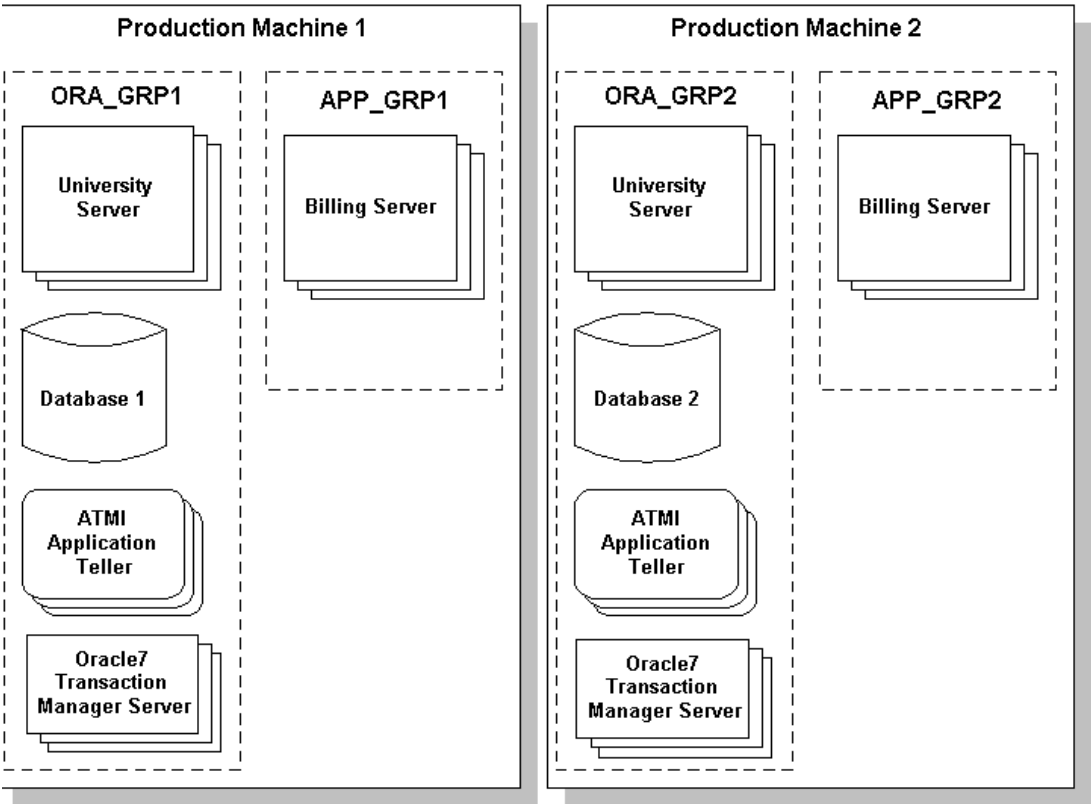 Production Machine 1
ORA_GRP1
University
Server
Database 1
ATMI
Application
Teller
Oracle7
Transaction
Manager Server
APP_GRP1
Billing Server
Production Machine 2
ORA_GRP2
University
Server
Database 2
ATMI
Application
Teller
Oracle7
Transaction
Manager Server
APP_GRP2
Billing Server